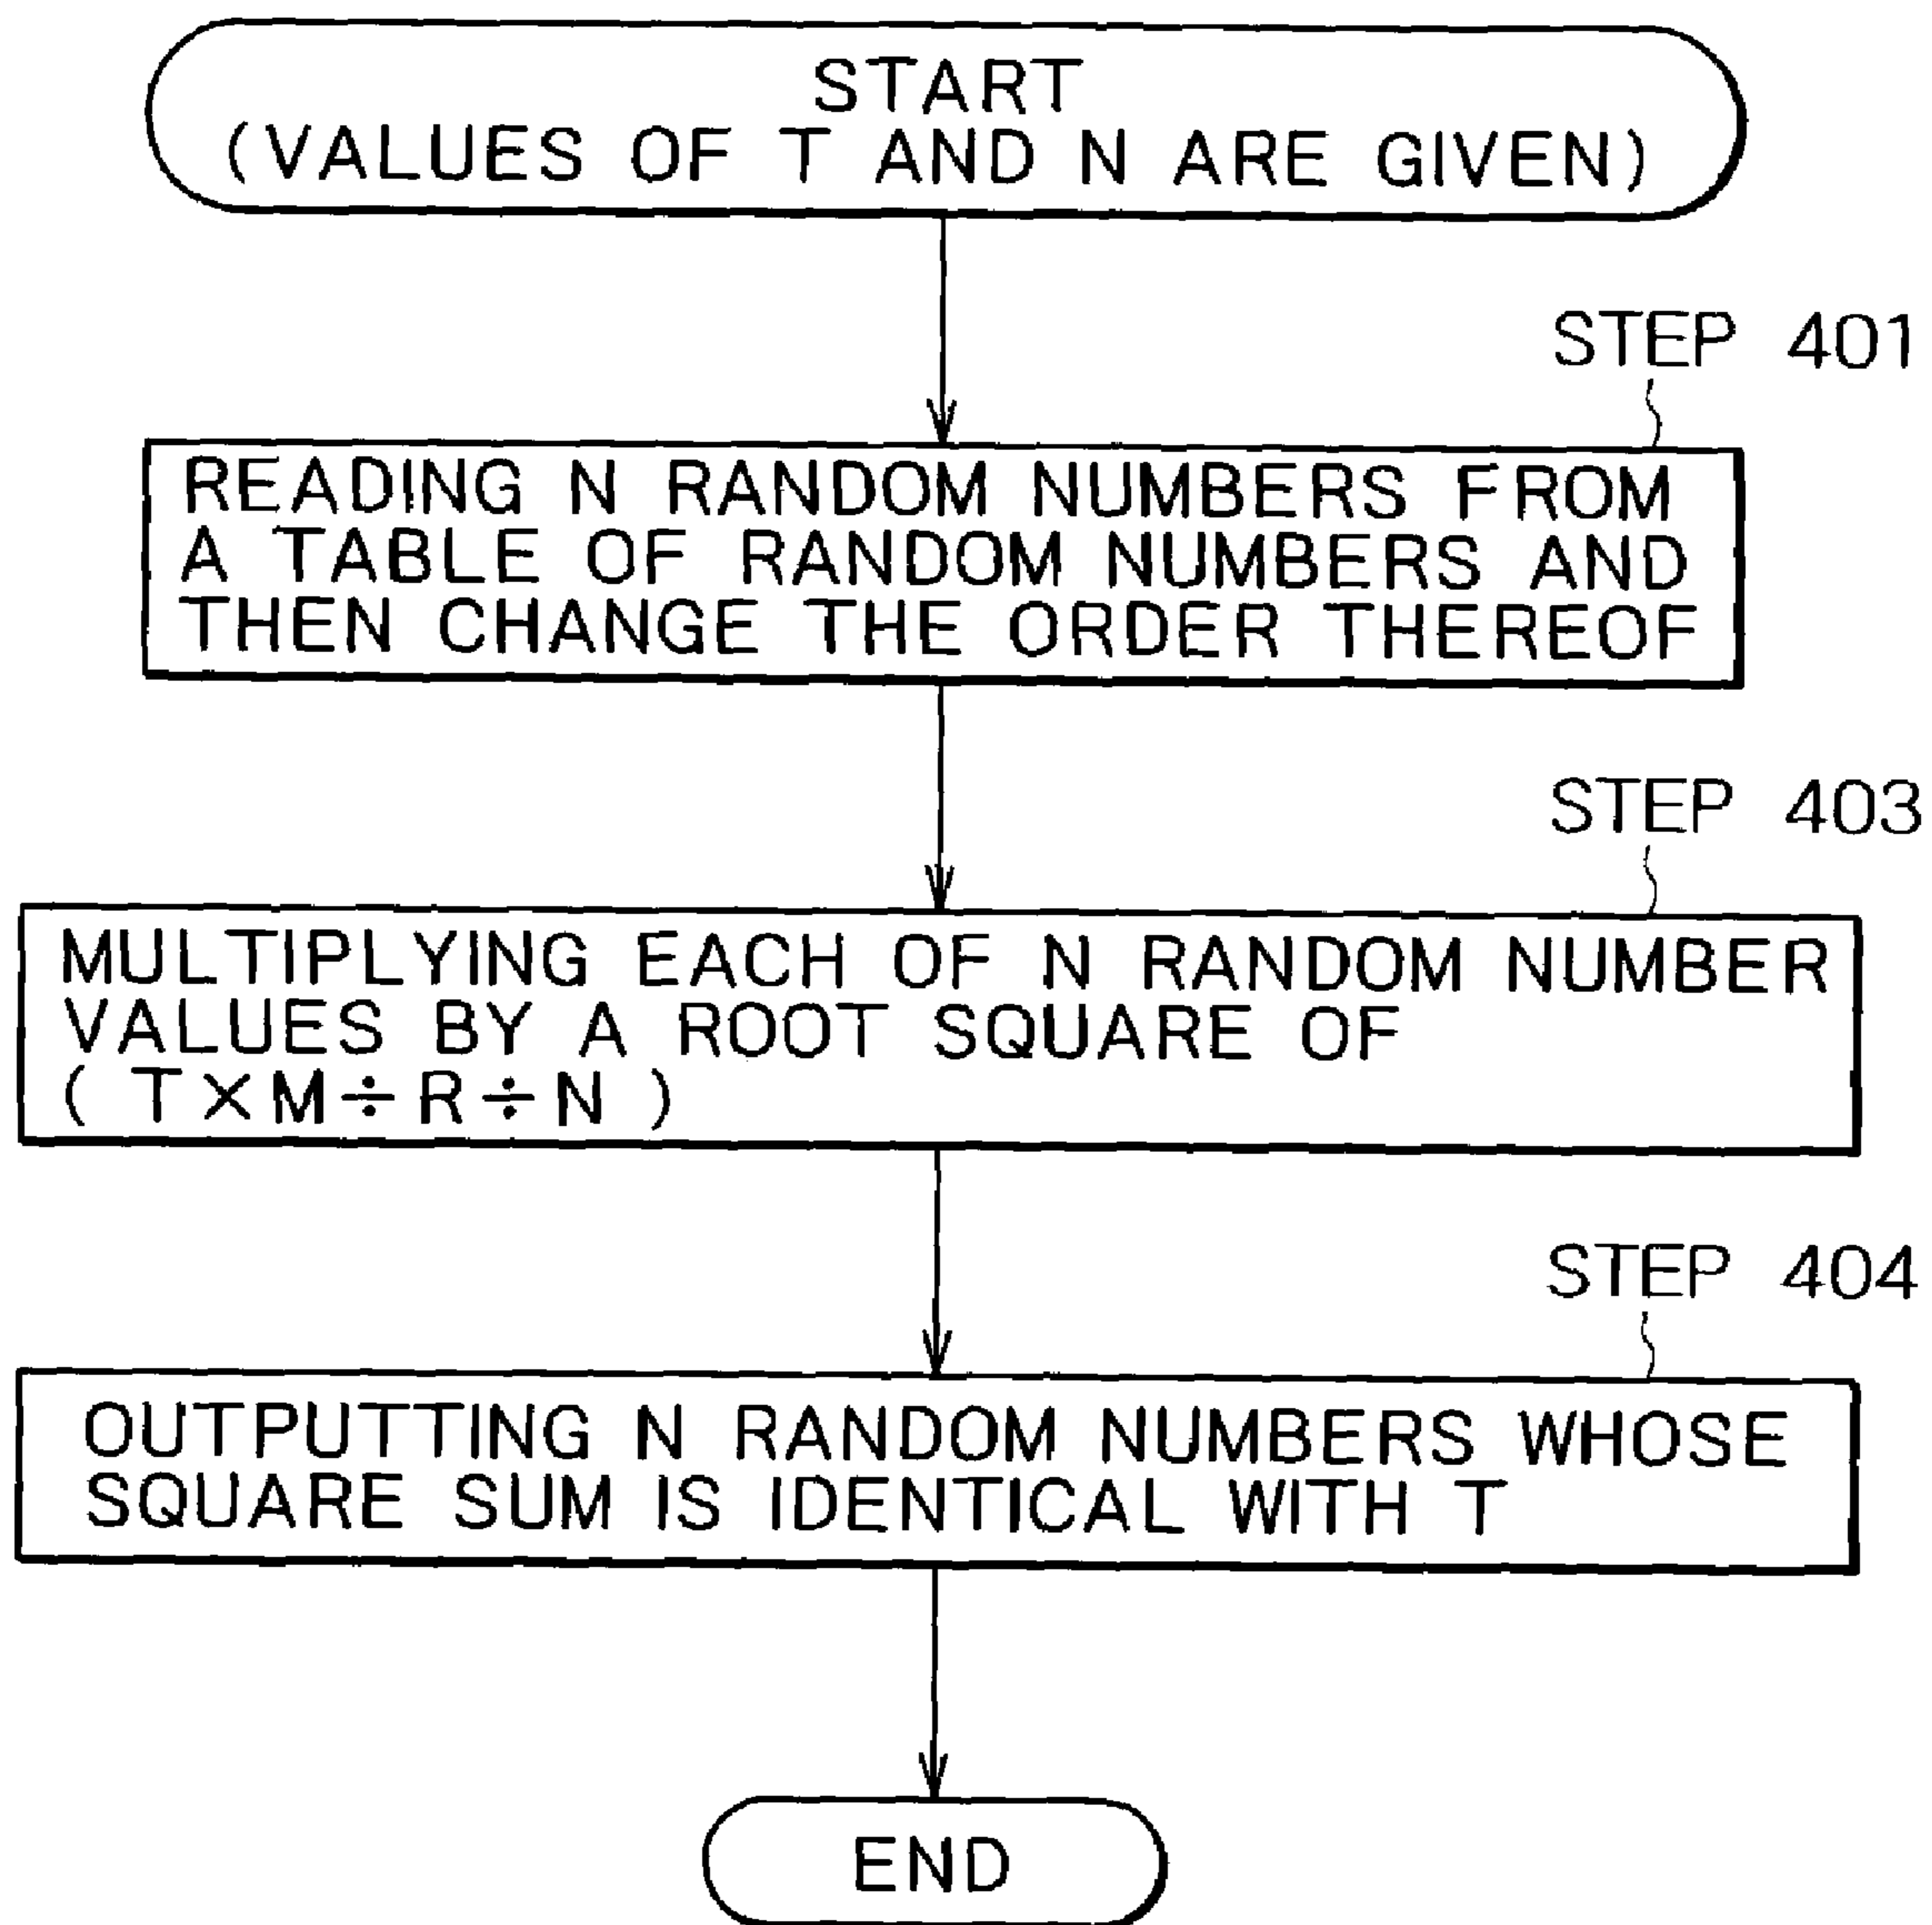 START
(VALUES OF T AND N ARE GIVEN)
STEP 401
READING N RANDOM NUMBERS FROM
A TABLE OF RANDOM NUMBERS AND
THEN CHANGE THE ORDER THEREOF
STEP 403
MULTIPLYING EACH OF N RANDOM NUMBER
VALUES BY A ROOT SQUARE OF
( T×M÷R÷N )
STEP 404
OUTPUTTING N RANDOM NUMBERS WHOSE
SQUARE SUM IS IDENTICAL WITH T
END